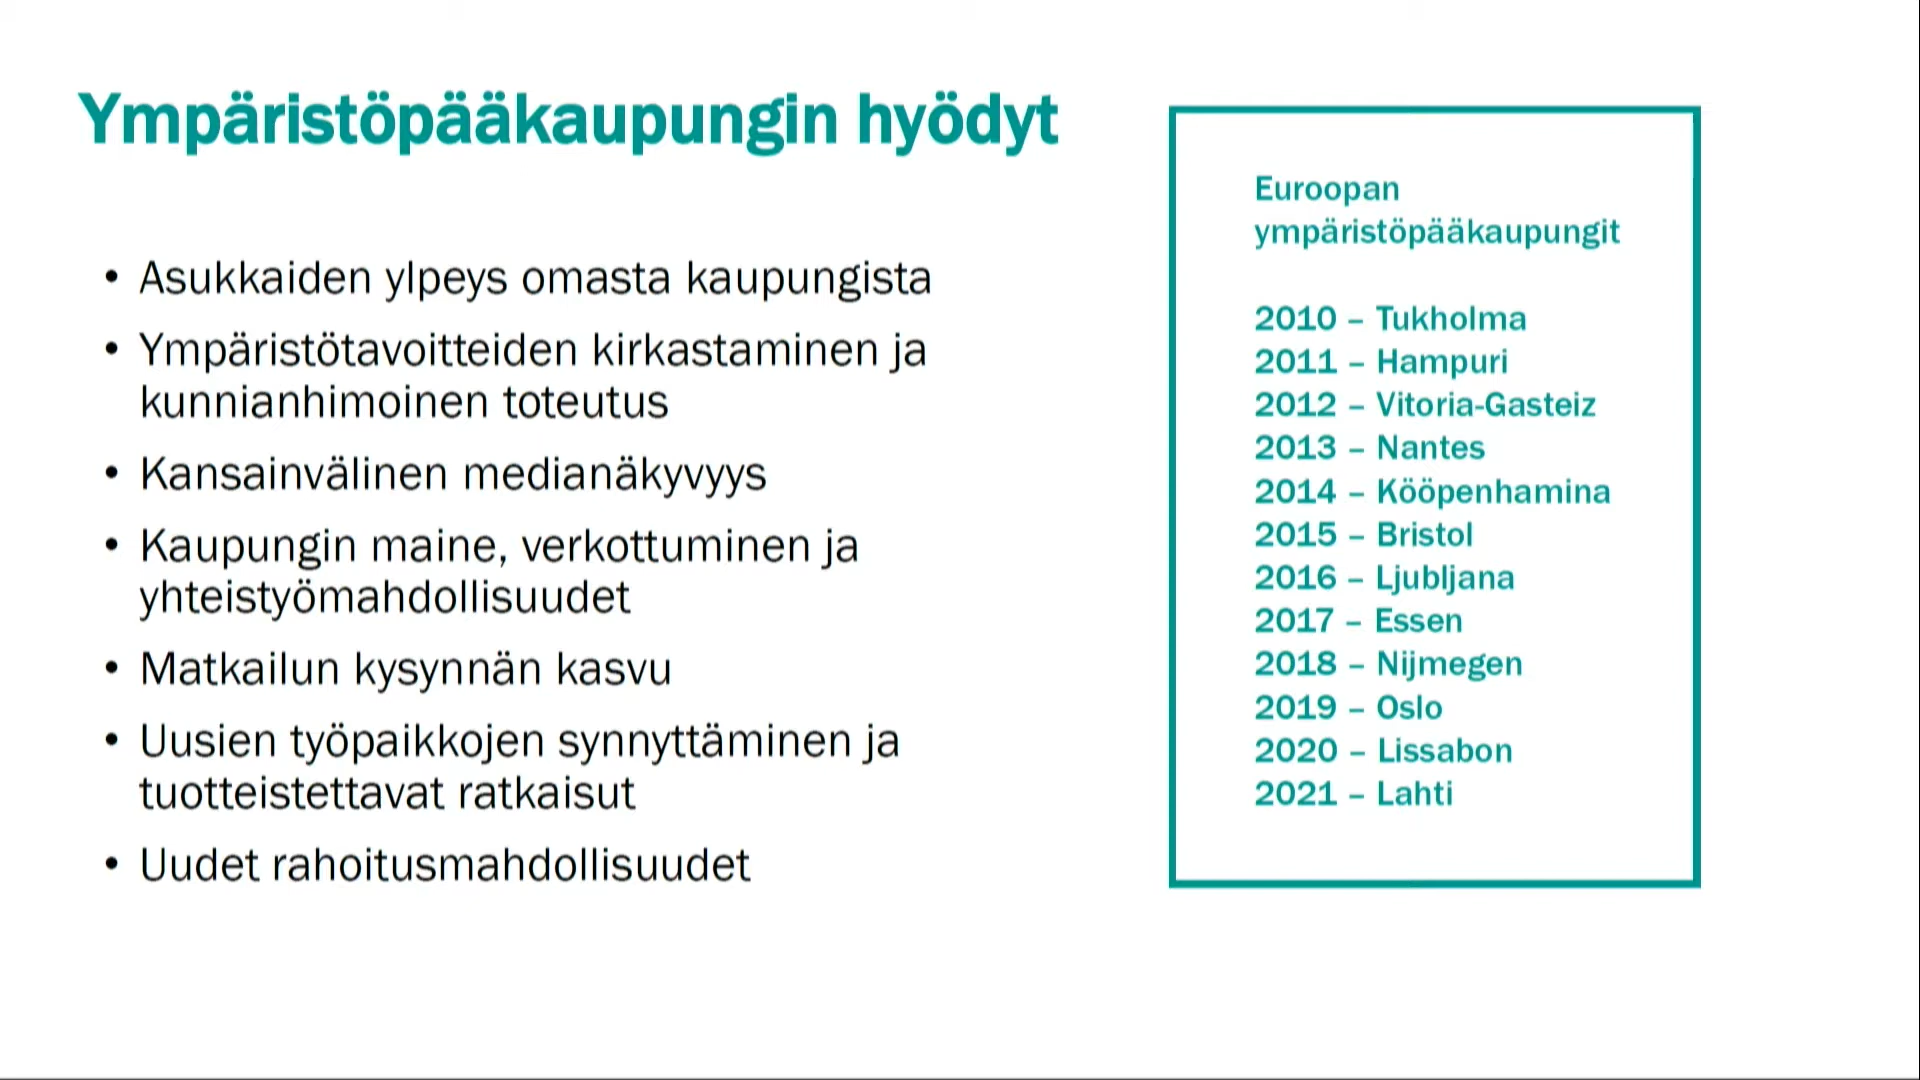 Ympäristöpääkaupungin hyödyt
• Asukkaiden ylpeys omasta kaupungista
• Ympäristötavoitteiden kirkastaminen ja
kunnianhimoinen toteutus
• Kansainvälinen medianäkyvyys
• Kaupungin maine, verkottuminen ja
yhteistyömahdollisuudet
• Matkailun kysynnän kasvu
• Uusien työpaikkojen synnyttäminen ja
tuotteistettavat ratkaisut
• Uudet rahoitusmahdollisuudet
Euroopan
ympäristöpääkaupungit
2010 – Tukholma
2011 – Hampuri
2012 – Vitoria-Gasteiz
2013 – Nantes
2014 – Kööpenhamina
2015 – Bristol
2016 – Ljubljana
2017 – Essen
2018 – Nijmegen
2019 – Oslo
2020 – Lissabon
2021 – Lahti